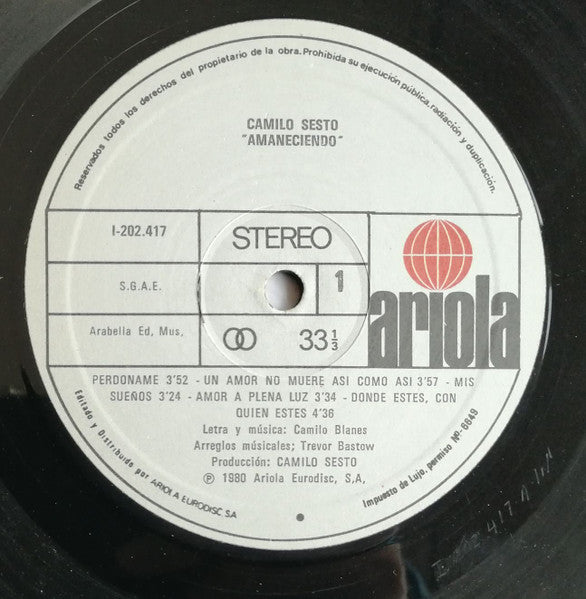 Reservados todos los derechos del propietario de la obra. Prohibida su ejecución pública, radiación y duplicación.
CAMILO SESTO
"AMANECIENDO"
I-202.417
STEREO
S.G.A.E.
1
Arabella Ed, Mus,
33 1/3
ariola
PERDONAME 3'52 - UN AMOR NO MUERE ASI COMO ASI 3'57 - MIS
SUEÑOS 3'24 - AMOR A PLENA LUZ 3'34 - DONDE ESTES, CON
QUIEN ESTES 4'36
Letra y música: Camilo Blanes
Arreglos músicales; Trevor Bastow
Producción: CAMILO SESTO
Ⓟ 1980 Ariola Eurodisc, S,A,
Editado y Distribuido por ARIOLA EURODISC. S.A
Impuesto de Lujo, permiso Nº-6649